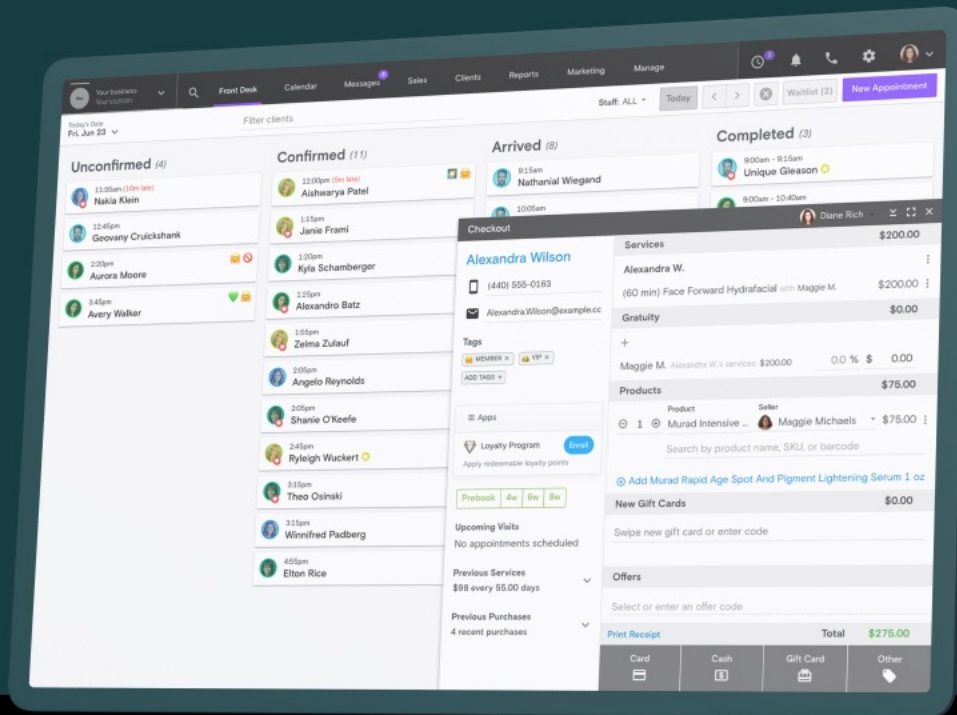 Your business
Your location
Front Desk
Calendar
Messages
Sales
Clients
Reports
Marketing
Manage
Today's Date
Fri, Jun 23
Filter clients
Staff: ALL
Today
Waitlist (2)
New Appointment
Unconfirmed (4)
11:55am (10m late)
Nakia Klein
12:45pm
Geovany Cruickshank
2:20pm
Aurora Moore
3:45pm
Avery Walker
Confirmed (11)
12:00pm (5m late)
Aishwarya Patel
1:15pm
Janie Frami
1:20pm
Kyla Schamberger
1:25pm
Alexandro Batz
1:55pm
Zelma Zulauf
2:05pm
Angelo Reynolds
2:05pm
Shanie O'Keefe
2:45pm
Ryleigh Wuckert
3:15pm
Theo Osinski
3:15pm
Winnifred Padberg
4:55pm
Elton Rice
Arrived (8)
9:15am
Nathanial Wiegand
10:05am
Completed (3)
9:00am - 9:15am
Unique Gleason
9:00am - 10:40am
Checkout
Diane Rich
Alexandra Wilson
(440) 555-0163
Alexandra.Wilson@example.cc
Tags
MEMBER ×
VIP ×
ADD TAGS +
Apps
Loyalty Program
Enroll
Apply redeemable loyalty points
Prebook 4w 6w 8w
Upcoming Visits
No appointments scheduled
Previous Services
$98 every 55.00 days
Previous Purchases
4 recent purchases
Services $200.00
Alexandra W.
(60 min) Face Forward Hydrafacial with Maggie M. $200.00
Gratuity $0.00
+
Maggie M. Alexandra W.'s services: $200.00 0.0 % $ 0.00
Products $75.00
Product Seller
1 Murad Intensive ... Maggie Michaels $75.00
Search by product name, SKU, or barcode
Add Murad Rapid Age Spot And Pigment Lightening Serum 1 oz
New Gift Cards $0.00
Swipe new gift card or enter code
Offers
Select or enter an offer code
Print Receipt Total $275.00
Card Cash Gift Card Other